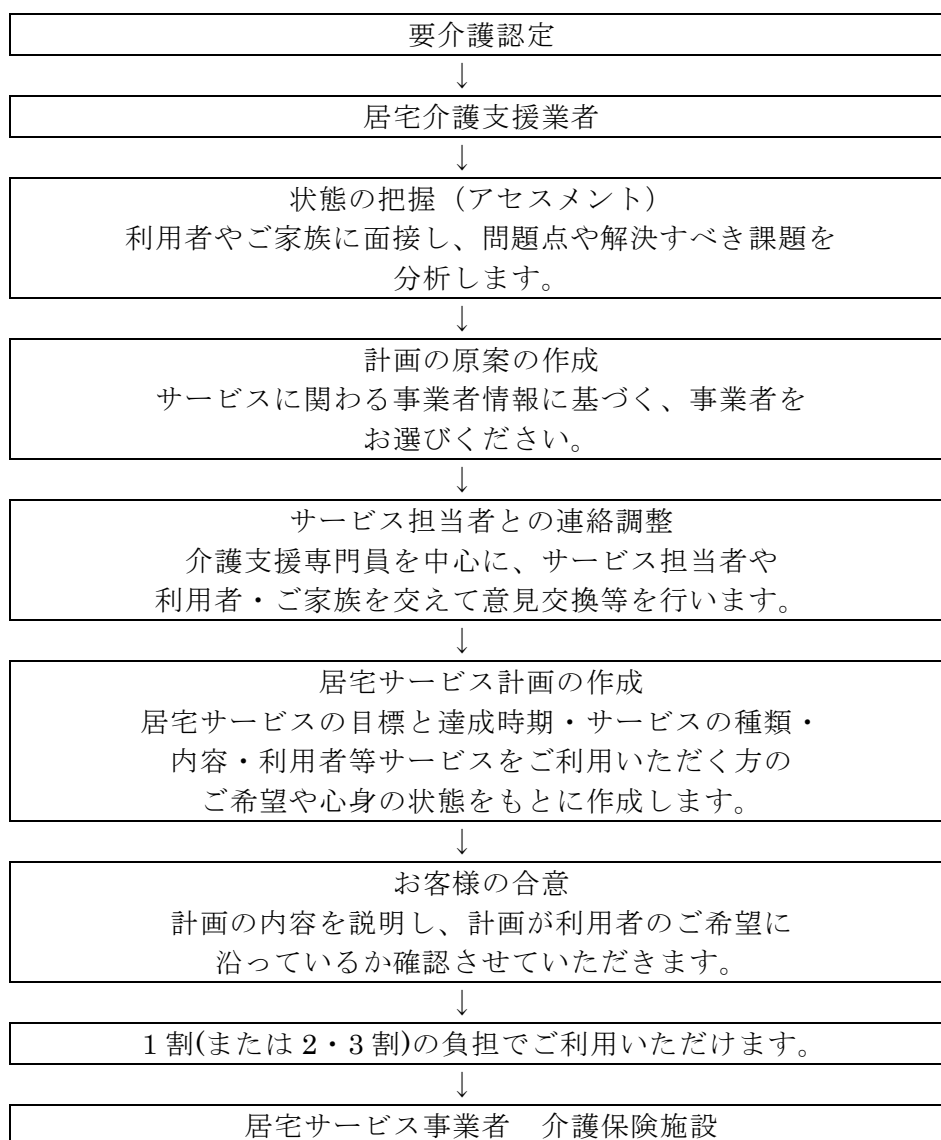 要介護認定
↓
居宅介護支援業者
↓
状態の把握（アセスメント）
利用者やご家族に面接し、問題点や解決すべき課題を
分析します。
↓
計画の原案の作成
サービスに関わる事業者情報に基づく、事業者を
お選びください。
↓
サービス担当者との連絡調整
介護支援専門員を中心に、サービス担当者や
利用者・ご家族を交えて意見交換等を行います。
↓
居宅サービス計画の作成
居宅サービスの目標と達成時期・サービスの種類・
内容・利用者等サービスをご利用いただく方の
ご希望や心身の状態をもとに作成します。
↓
お客様の合意
計画の内容を説明し、計画が利用者のご希望に
沿っているか確認させていただきます。
↓
１割(または２・３割)の負担でご利用いただけます。
↓
居宅サービス事業者　介護保険施設